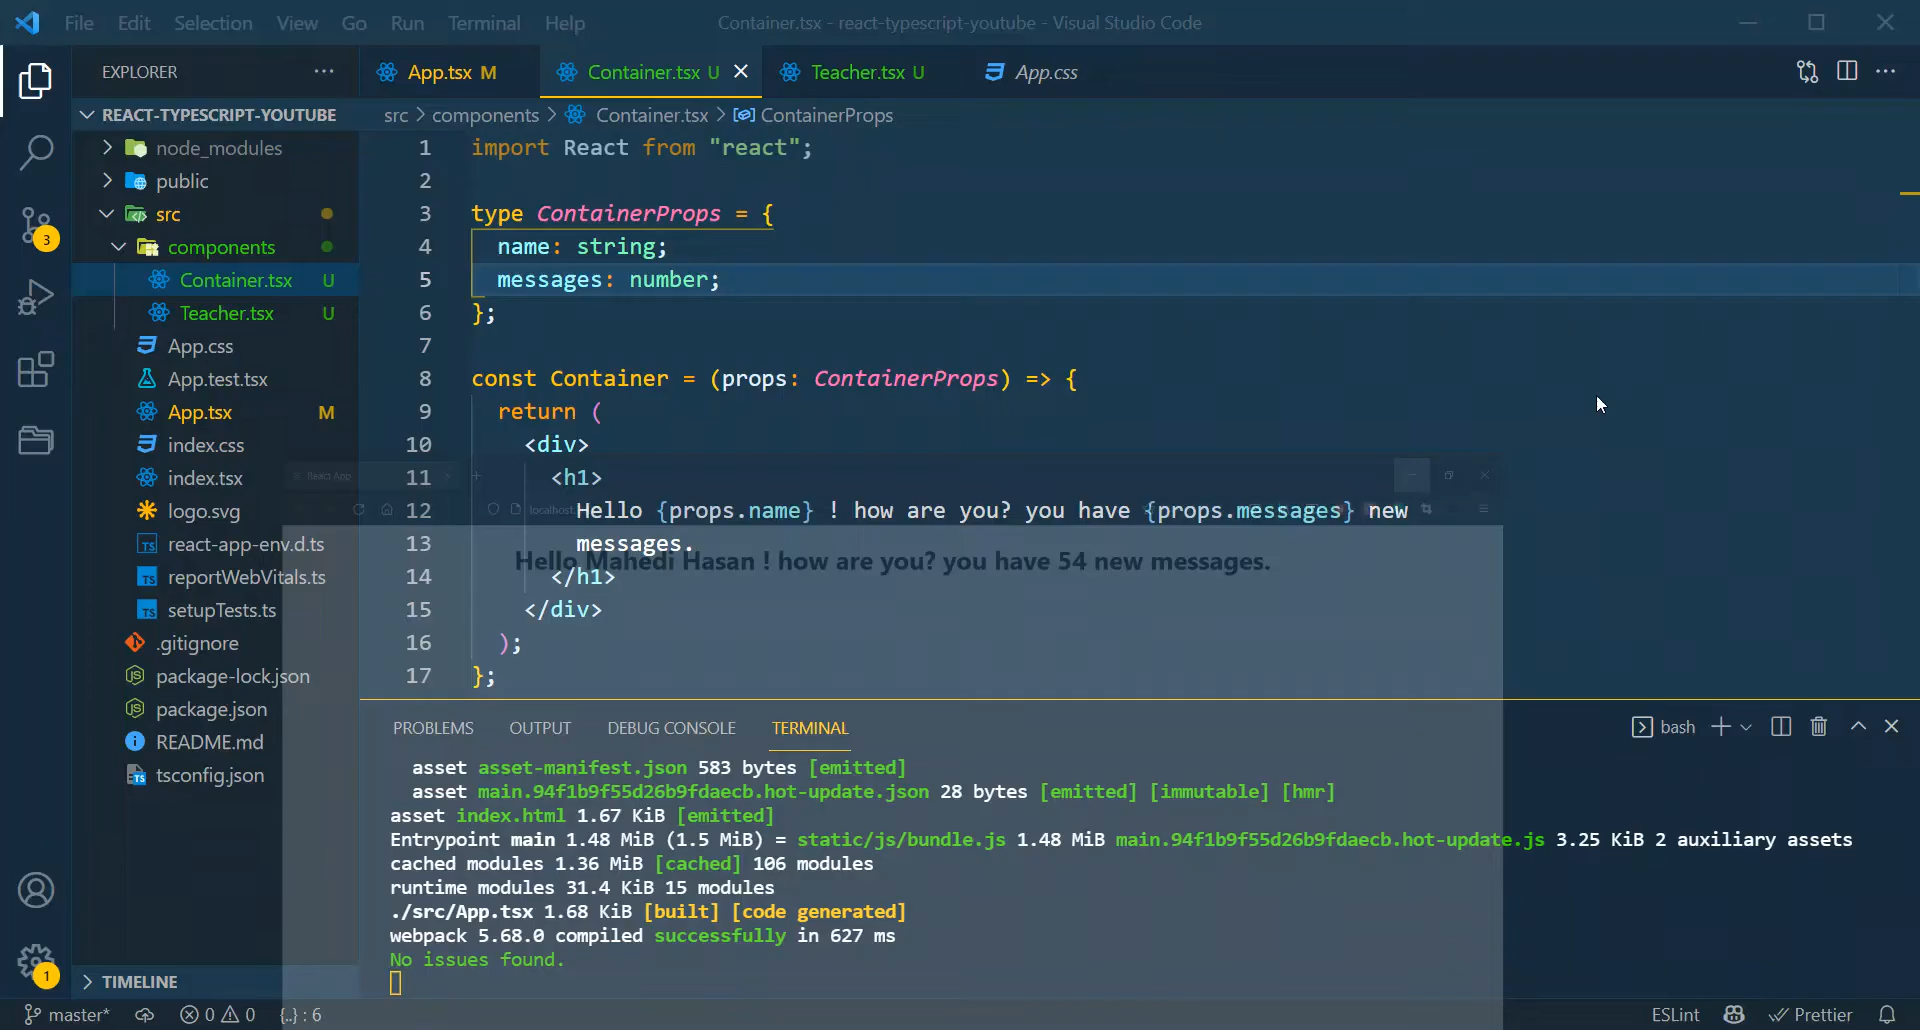 File Edit Selection View Go Run Terminal Help
Container.tsx - react-typescript-youtube - Visual Studio Code
EXPLORER
App.tsx M
Container.tsx U
Teacher.tsx U
App.css
REACT-TYPESCRIPT-YOUTUBE
src > components > Container.tsx > ContainerProps
node_modules
public
src
components
Container.tsx U
Teacher.tsx U
App.css
App.test.tsx
App.tsx M
index.css
index.tsx
logo.svg
react-app-env.d.ts
reportWebVitals.ts
setupTests.ts
.gitignore
package-lock.json
package.json
README.md
tsconfig.json
TIMELINE
3
1
1 import React from "react";
2
3 type ContainerProps = {
4 name: string;
5 messages: number;
6 };
7
8 const Container = (props: ContainerProps) => {
9 return (
10 <div>
11 <h1>
12 Hello {props.name} ! how are you? you have {props.messages} new
13 messages.
14 </h1>
15 </div>
16 );
17 };
React App
localhost
Hello Mahedi Hasan ! how are you? you have 54 new messages.
PROBLEMS OUTPUT DEBUG CONSOLE TERMINAL
bash
asset asset-manifest.json 583 bytes [emitted]
asset main.94f1b9f55d26b9fdaecb.hot-update.json 28 bytes [emitted] [immutable] [hmr]
asset index.html 1.67 KiB [emitted]
Entrypoint main 1.48 MiB (1.5 MiB) = static/js/bundle.js 1.48 MiB main.94f1b9f55d26b9fdaecb.hot-update.js 3.25 KiB 2 auxiliary assets
cached modules 1.36 MiB [cached] 106 modules
runtime modules 31.4 KiB 15 modules
./src/App.tsx 1.68 KiB [built] [code generated]
webpack 5.68.0 compiled successfully in 627 ms
No issues found.
master* 0 0 {..} : 6
ESLint Prettier